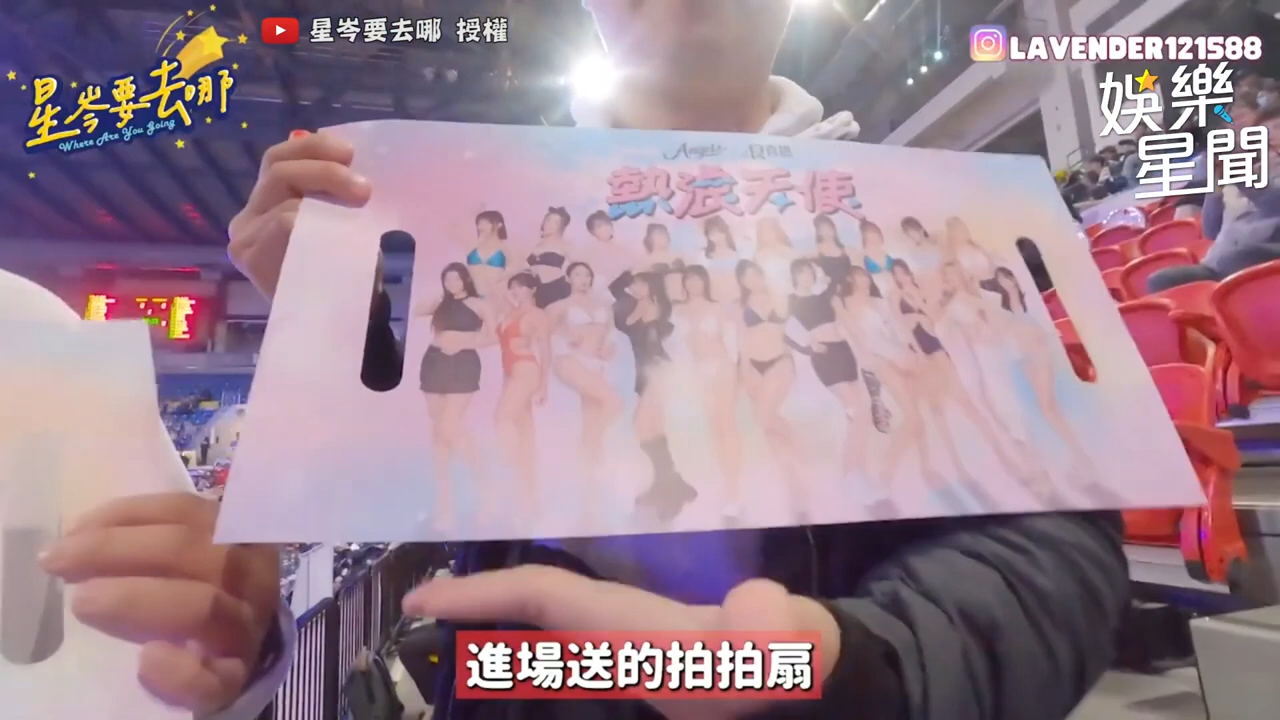 星岑要去哪 授權
LAVENDER121588
星岑要去哪
Where Are You Going
娛樂
星聞
Angels
熱浪天使
進場送的拍拍扇